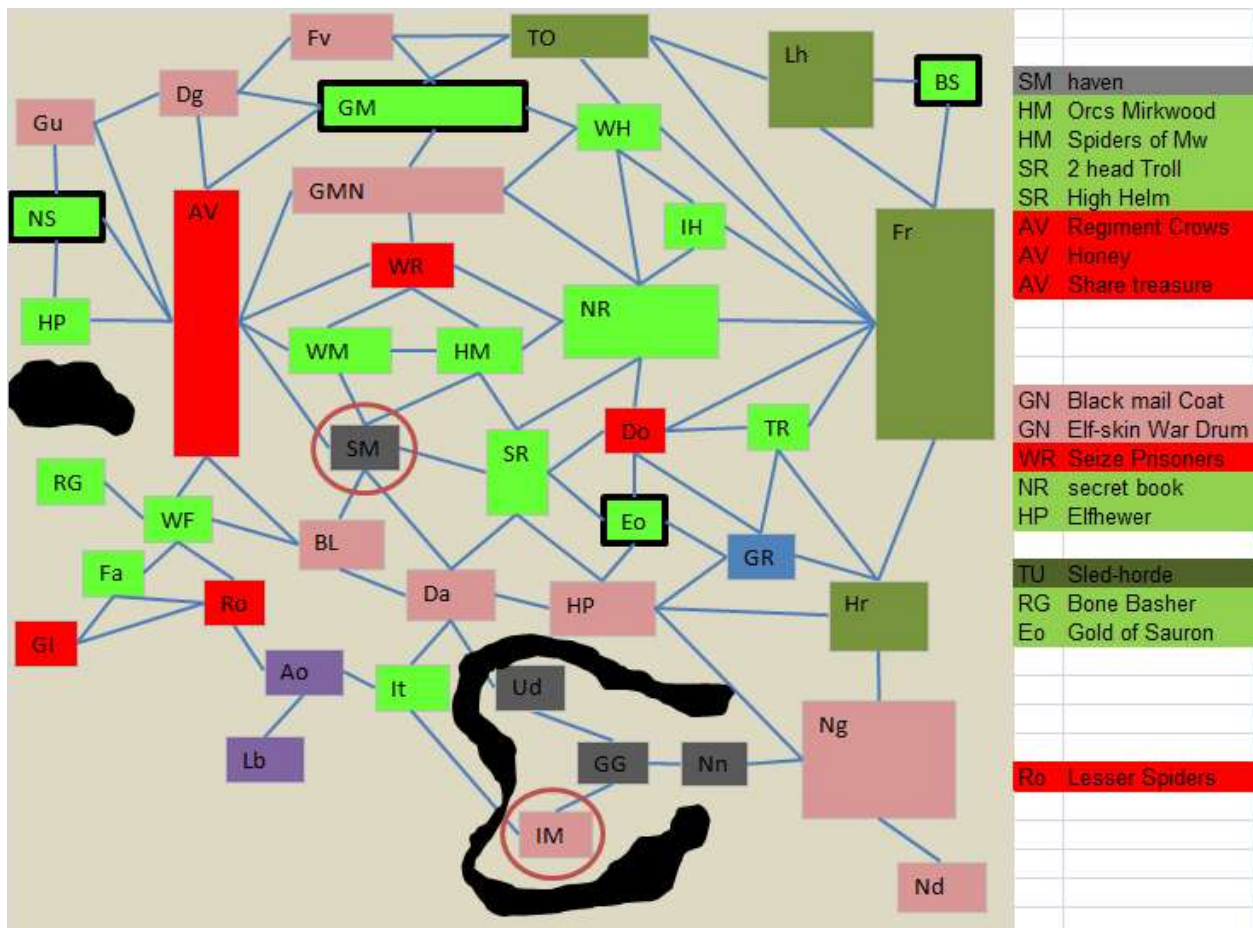 Fv
TO
Lh
BS
Dg
GM
Gu
WH
GMN
NS
AV
IH
Fr
WR
NR
HP
WM
HM
SM
SR
Do
TR
RG
WF
Eo
BL
GR
Fa
Da
HP
Ro
Hr
GI
Ao
It
Ud
Ng
Lb
GG
Nn
IM
Nd
SM haven
HM Orcs Mirkwood
HM Spiders of Mw
SR 2 head Troll
SR High Helm
AV Regiment Crows
AV Honey
AV Share treasure
GN Black mail Coat
GN Elf-skin War Drum
WR Seize Prisoners
NR secret book
HP Elfhewer
TU Sled-horde
RG Bone Basher
Eo Gold of Sauron
Ro Lesser Spiders